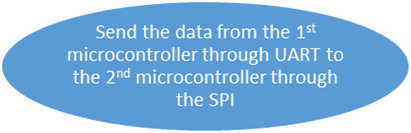 Send the data from the 1st
microcontroller through UART to
the 2nd microcontroller through
the SPI